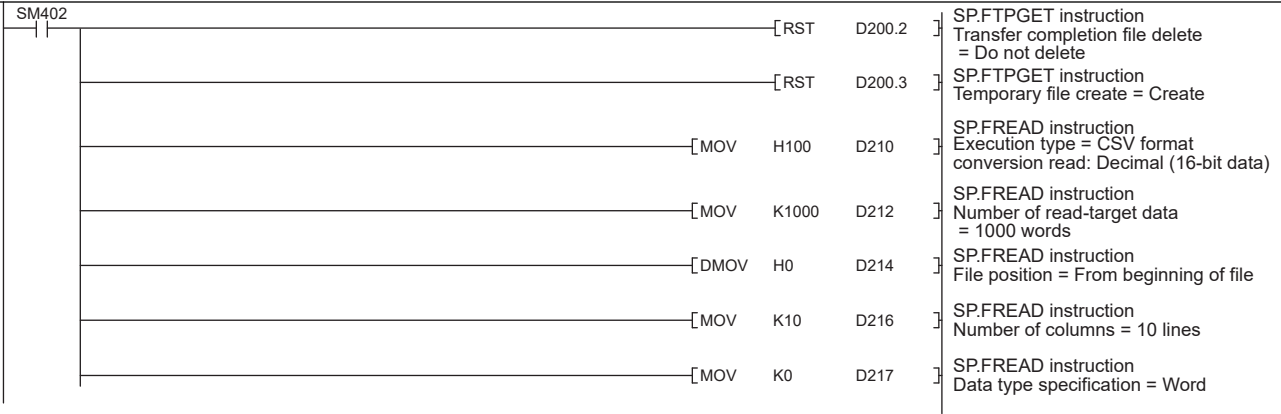 SM402
RST D200.2 SP.FTPGET instruction
Transfer completion file delete
= Do not delete
RST D200.3 SP.FTPGET instruction
Temporary file create = Create
MOV H100 D210 SP.FREAD instruction
Execution type = CSV format
conversion read: Decimal (16-bit data)
MOV K1000 D212 SP.FREAD instruction
Number of read-target data
= 1000 words
DMOV H0 D214 SP.FREAD instruction
File position = From beginning of file
MOV K10 D216 SP.FREAD instruction
Number of columns = 10 lines
MOV K0 D217 SP.FREAD instruction
Data type specification = Word